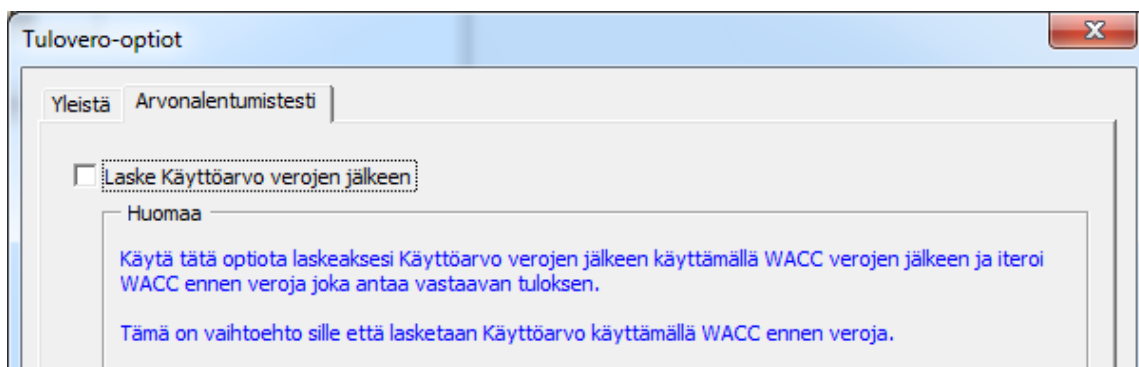 Tulovero-optiot
Yleistä Arvonalentumistesti
Laske Käyttöarvo verojen jälkeen
Huomaa
Käytä tätä optiota laskeaksesi Käyttöarvo verojen jälkeen käyttämällä WACC verojen jälkeen ja iteroi
WACC ennen veroja joka antaa vastaavan tuloksen.
Tämä on vaihtoehto sille että lasketaan Käyttöarvo käyttämällä WACC ennen veroja.